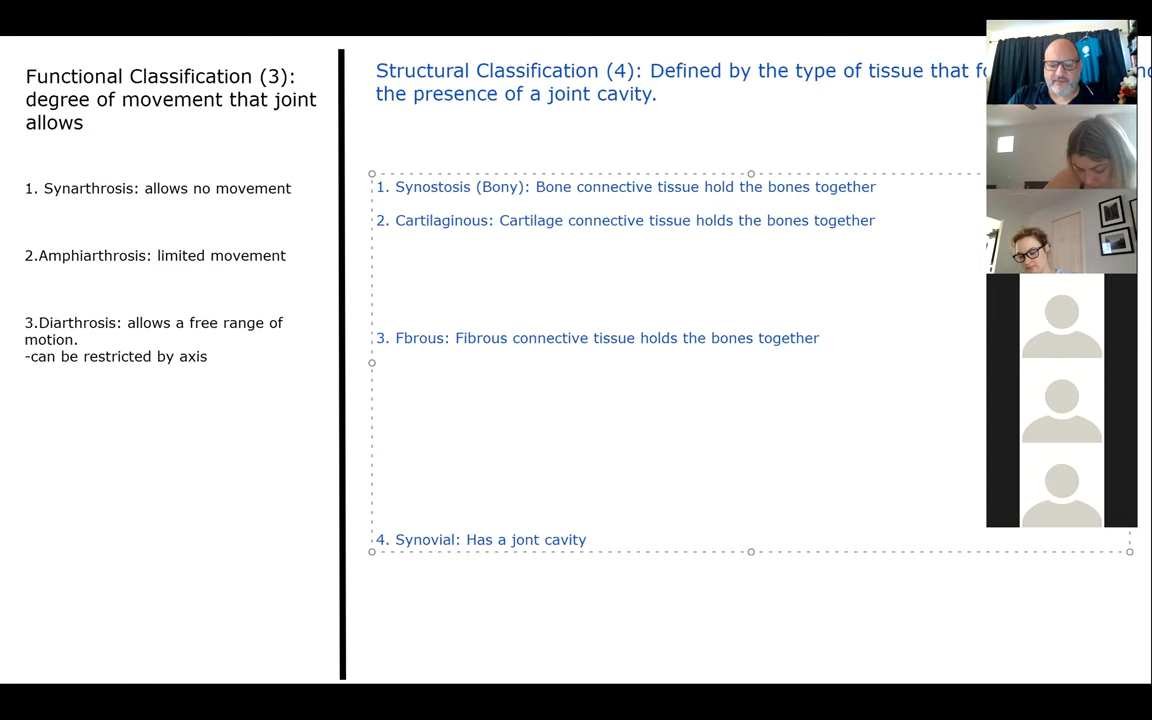 Functional Classification (3):
degree of movement that joint
allows
1. Synarthrosis: allows no movement
2.Amphiarthrosis: limited movement
3.Diarthrosis: allows a free range of
motion.
-can be restricted by axis
Structural Classification (4): Defined by the type of tissue that
the presence of a joint cavity.
1. Synostosis (Bony): Bone connective tissue hold the bones together
2. Cartilaginous: Cartilage connective tissue holds the bones together
3. Fbrous: Fibrous connective tissue holds the bones together
4. Synovial: Has a jont cavity